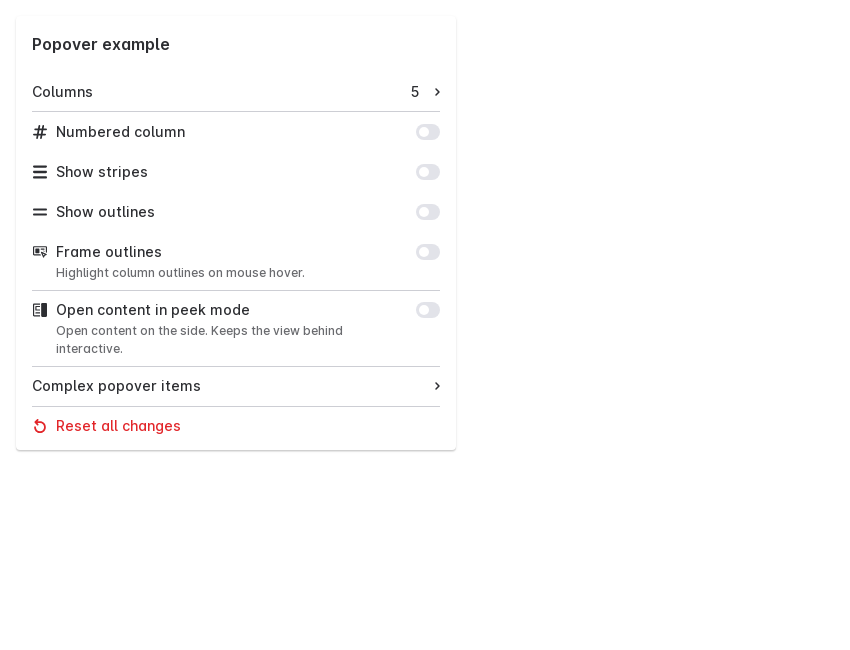 Popover example
Columns 5
Numbered column
Show stripes
Show outlines
Frame outlines
Highlight column outlines on mouse hover.
Open content in peek mode
Open content on the side. Keeps the view behind
interactive.
Complex popover items
Reset all changes